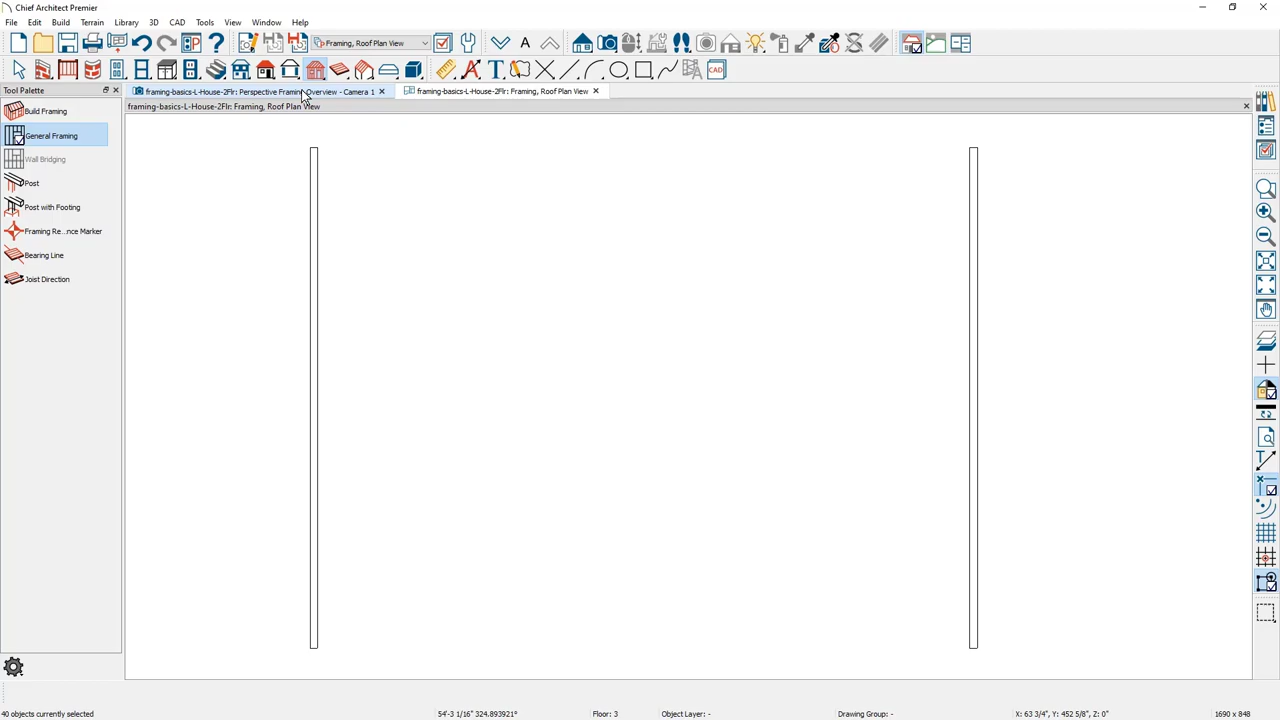 Chief Architect Premier
File Edit Build Terrain Library 3D CAD Tools View Window Help
Framing, Roof Plan View
A
T
CAD
Tool Palette
framing-basics-L-House-2Flr: Perspective Framing Overview - Camera 1
framing-basics-L-House-2Flr: Framing, Roof Plan View
framing-basics-L-House-2Flr: Framing, Roof Plan View
Build Framing
General Framing
Wall Bridging
Post
Post with Footing
Framing Re...nce Marker
Bearing Line
Joist Direction
40 objects currently selected
54'-3 1/16" 324.893921°
Floor: 3
Object Layer: -
Drawing Group: -
X: 63 3/4", Y: 452 5/8", Z: 0"
1690 x 848